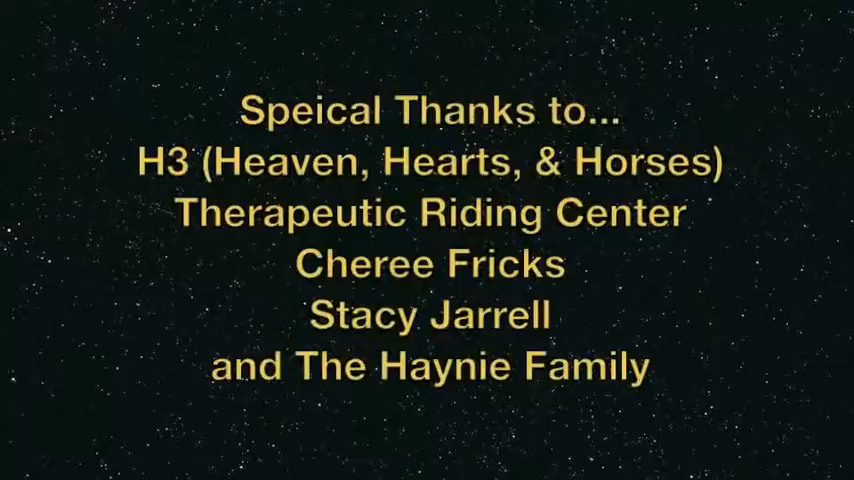 Speical Thanks to...
H3 (Heaven, Hearts, & Horses)
Therapeutic Riding Center
Cheree Fricks
Stacy Jarrell
and The Haynie Family